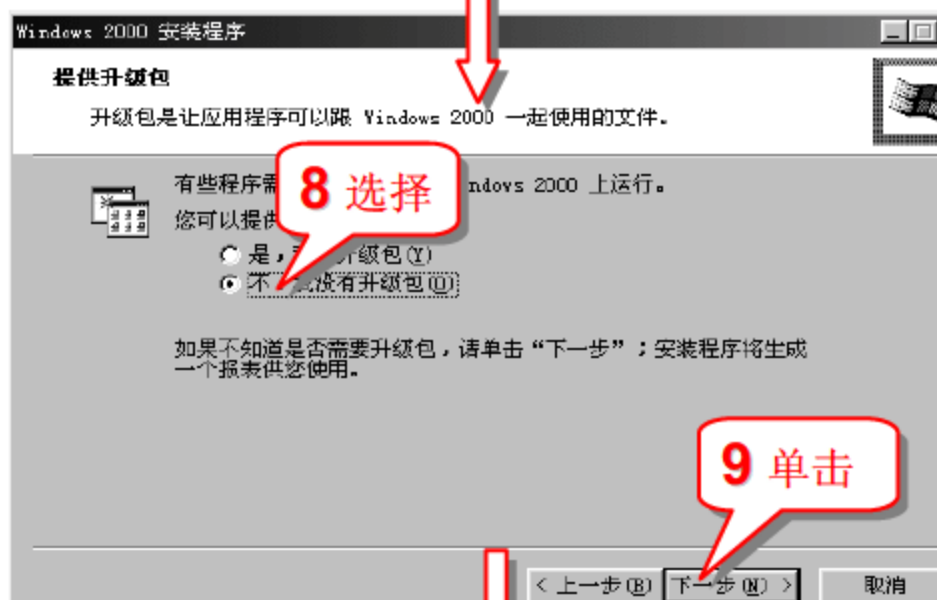 Windows 2000 安装程序
提供升级包
升级包是让应用程序可以跟 Windows 2000 一起使用的文件。
有些程序需 ndows 2000 上运行。
8 选择
您可以提供
是， 升级包(Y)
不 没有升级包(O)
如果不知道是否需要升级包，请单击“下一步”；安装程序将生成
一个报表供您使用。
9 单击
< 上一步(B) 下一步(N) > 取消